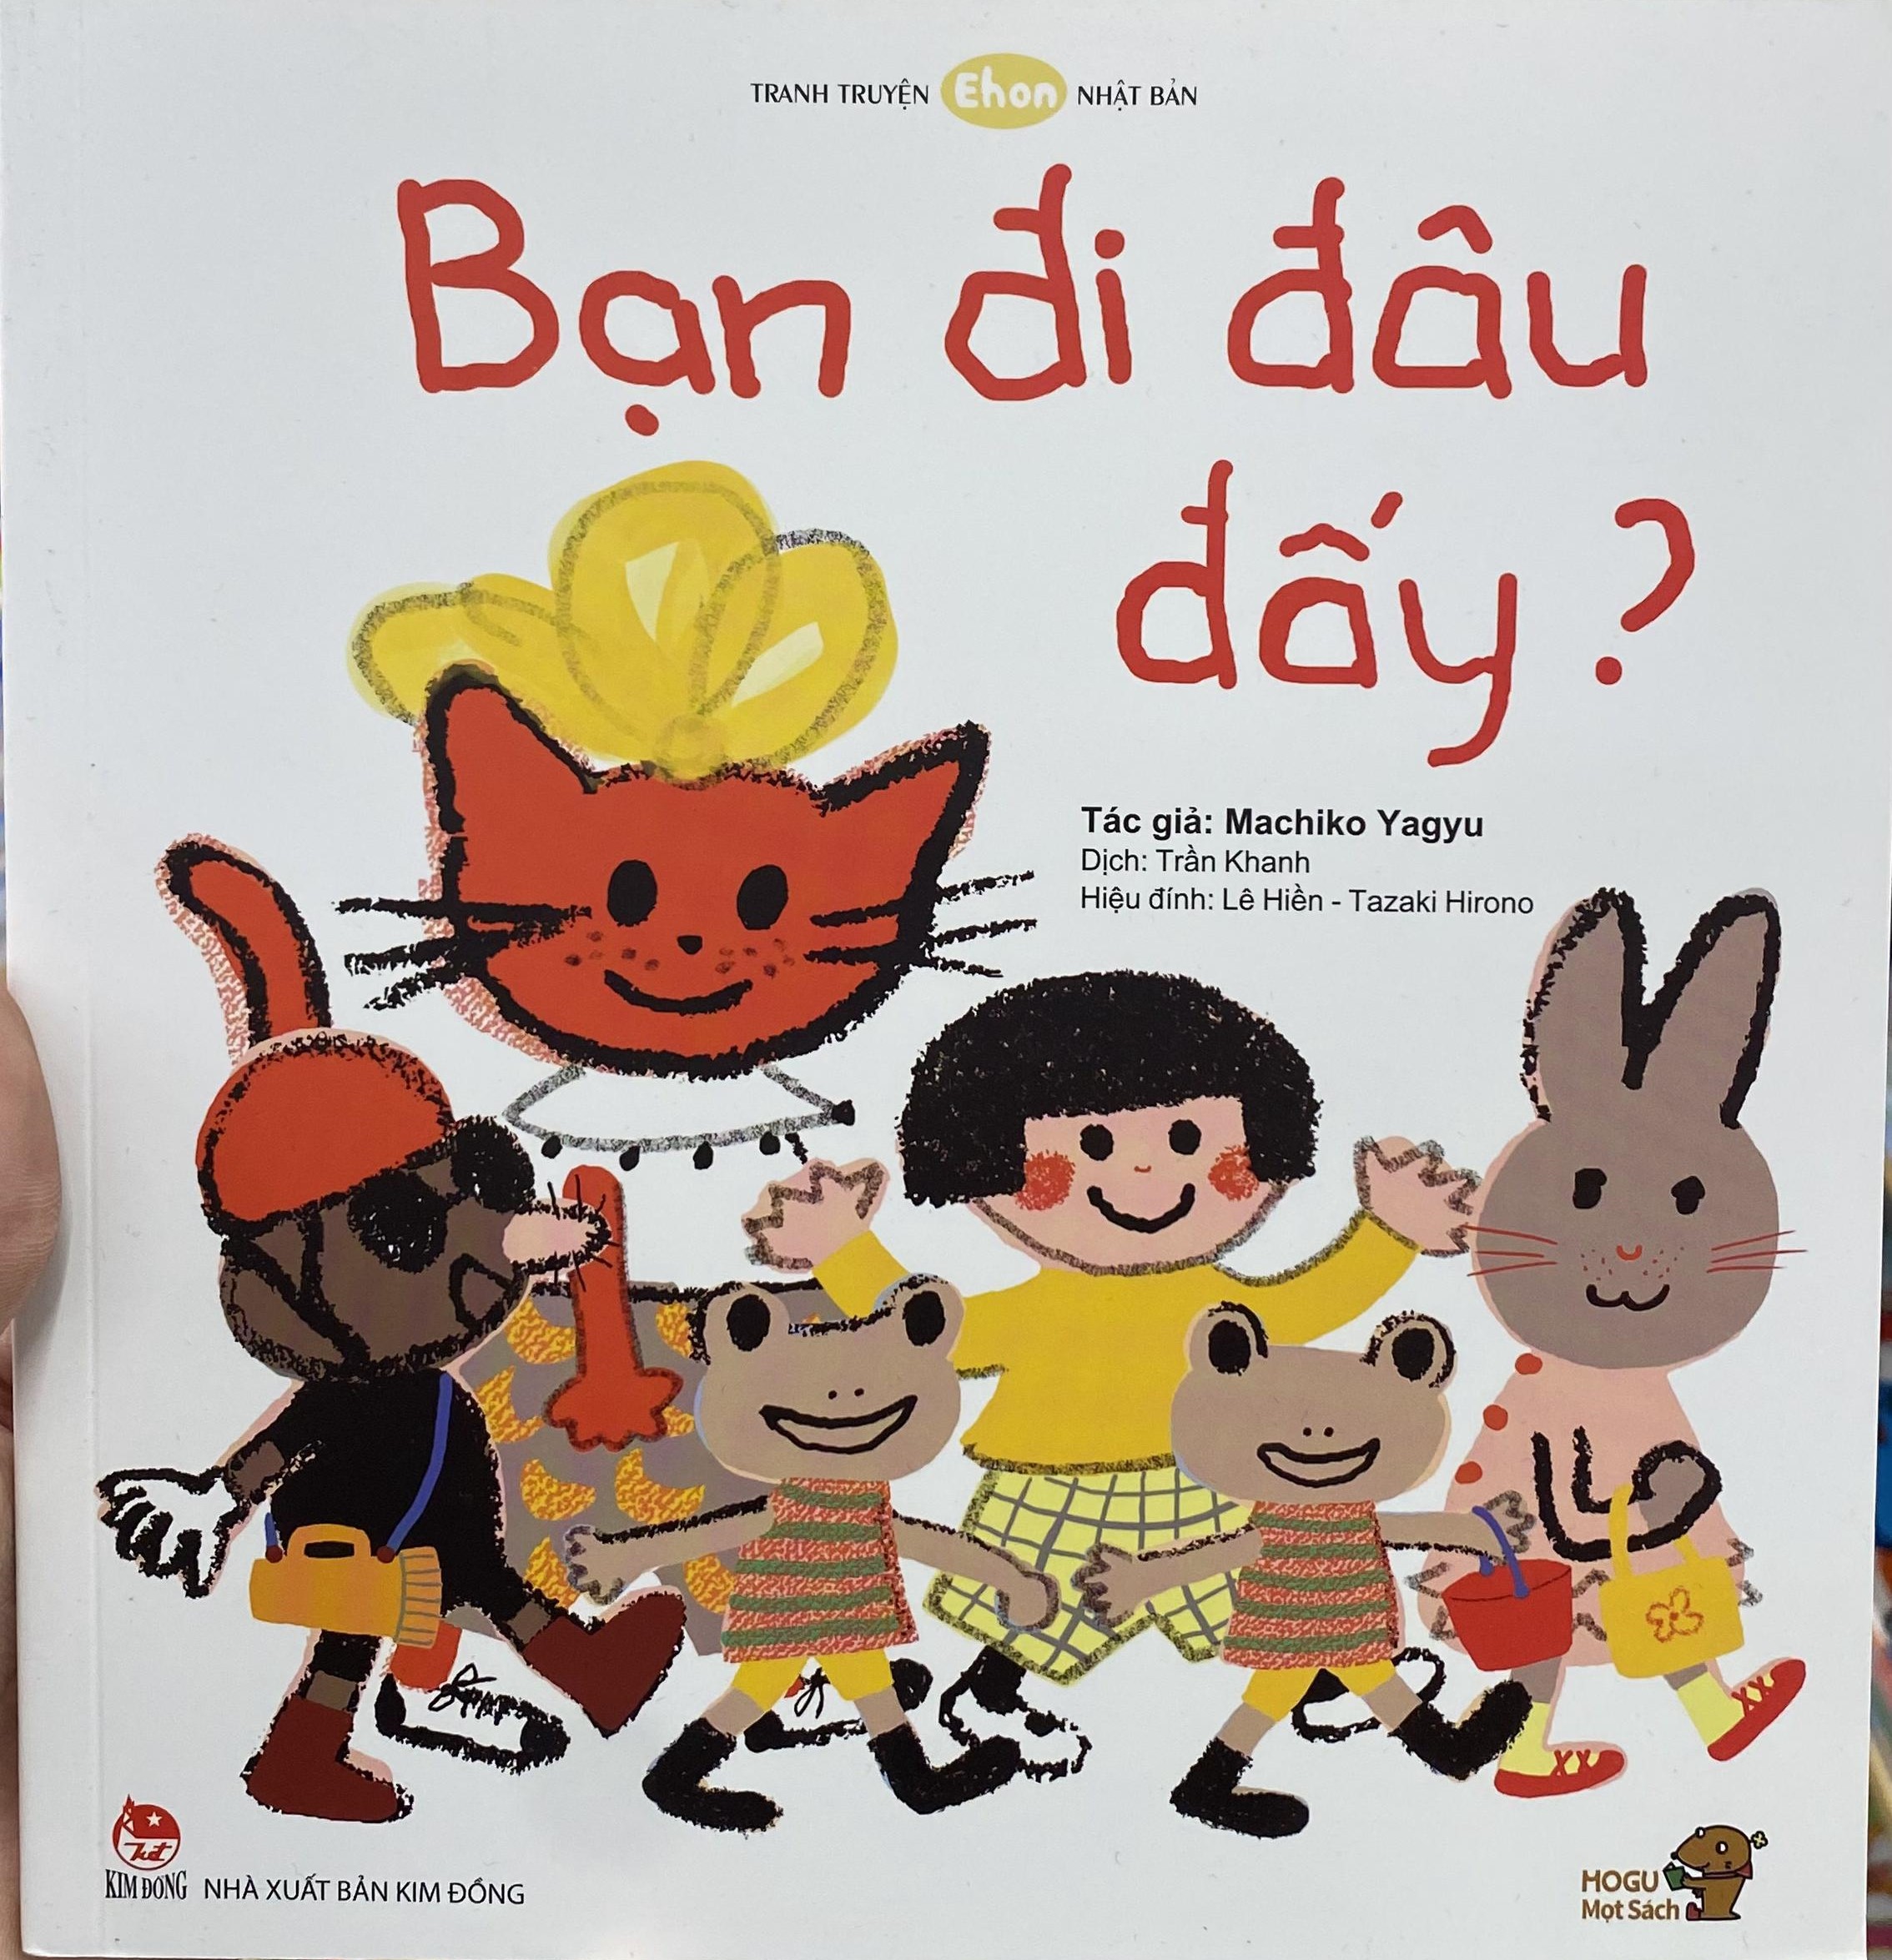 TRANH TRUYỆN Ehon NHẬT BẢN
Bạn đi đâu
đấy?
Tác giả: Machiko Yagyu
Dịch: Trần Khanh
Hiệu đính: Lê Hiền - Tazaki Hirono
Kđ
KIM ĐỒNG NHÀ XUẤT BẢN KIM ĐỒNG
HOGU
Mọt Sách